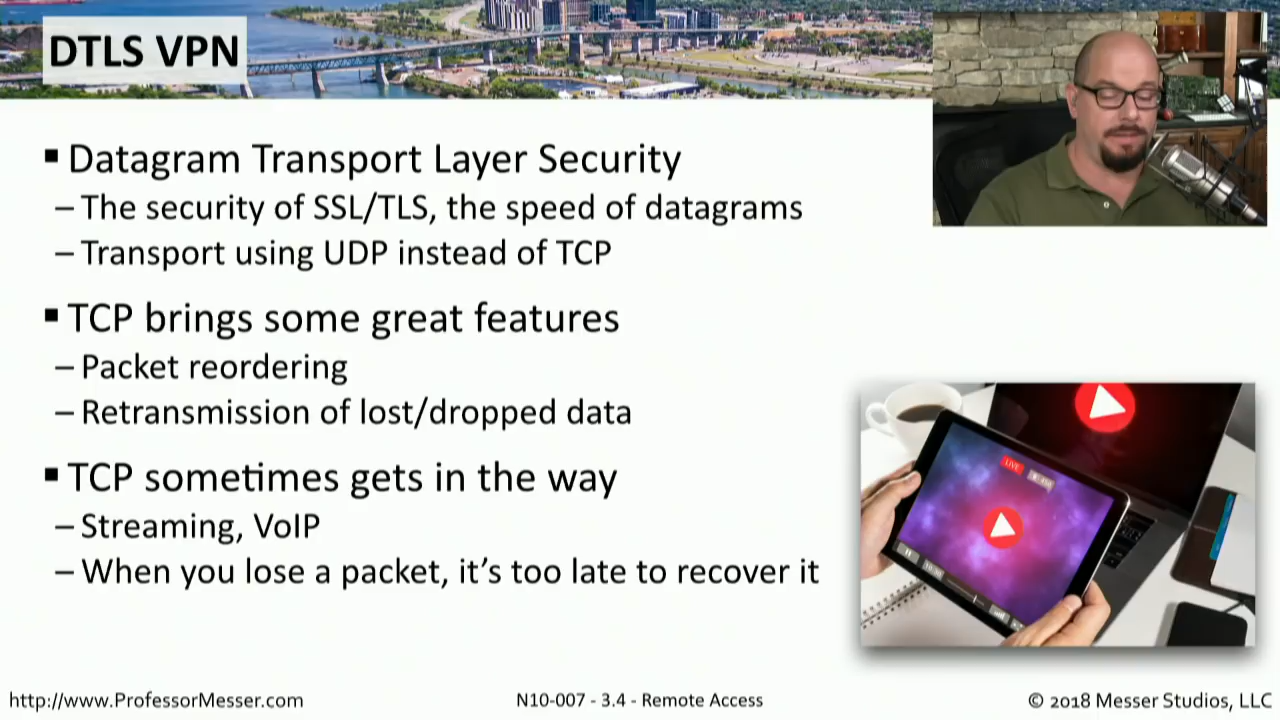 DTLS VPN
▪ Datagram Transport Layer Security
– The security of SSL/TLS, the speed of datagrams
– Transport using UDP instead of TCP
▪ TCP brings some great features
– Packet reordering
– Retransmission of lost/dropped data
▪ TCP sometimes gets in the way
– Streaming, VoIP
– When you lose a packet, it's too late to recover it
LIVE
http://www.ProfessorMesser.com
N10-007 - 3.4 - Remote Access
© 2018 Messer Studios, LLC